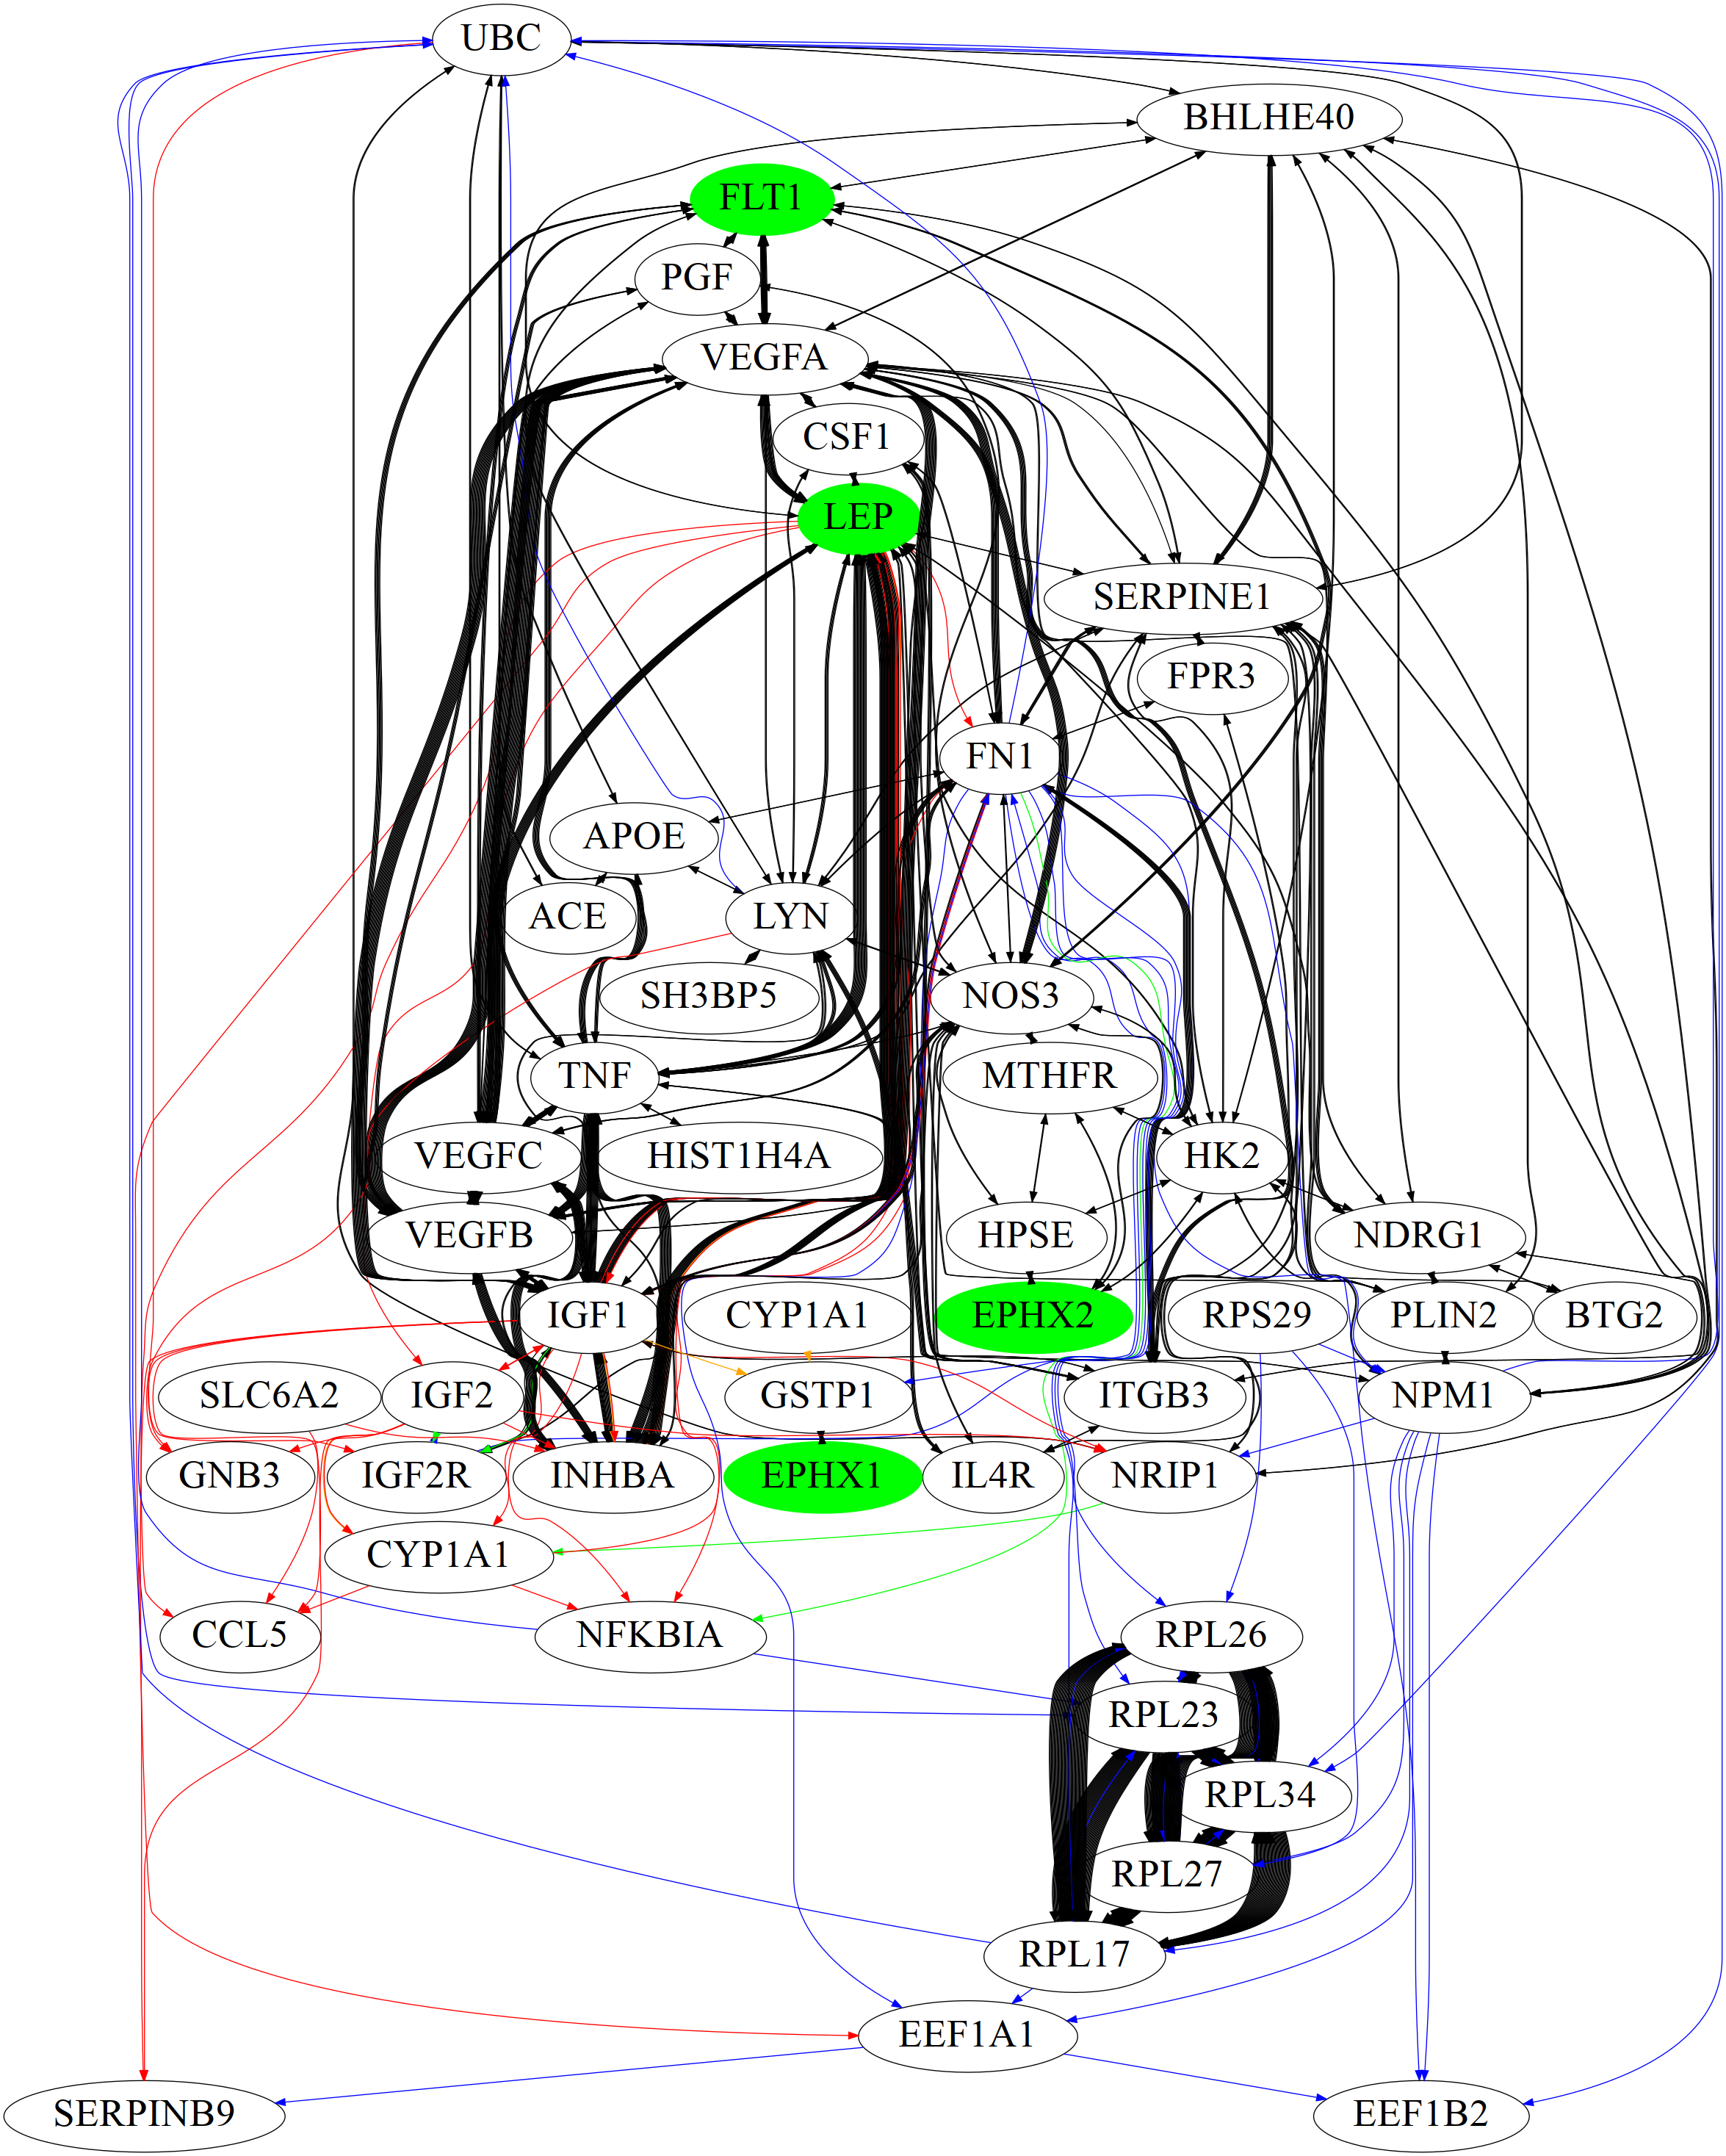 UBC
BHLHE40
FLT1
PGF
VEGFA
CSF1
LEP
SERPINE1
FPR3
FN1
APOE
ACE
LYN
SH3BP5
NOS3
TNF
MTHFR
VEGFC
HIST1H4A
HK2
VEGFB
HPSE
NDRG1
IGF1
CYP1A1
EPHX2
RPS29
PLIN2
BTG2
SLC6A2
IGF2
GSTP1
ITGB3
NPM1
GNB3
IGF2R
INHBA
EPHX1
IL4R
NRIP1
CYP1A1
CCL5
NFKBIA
RPL26
RPL23
RPL34
RPL27
RPL17
EEF1A1
SERPINB9
EEF1B2